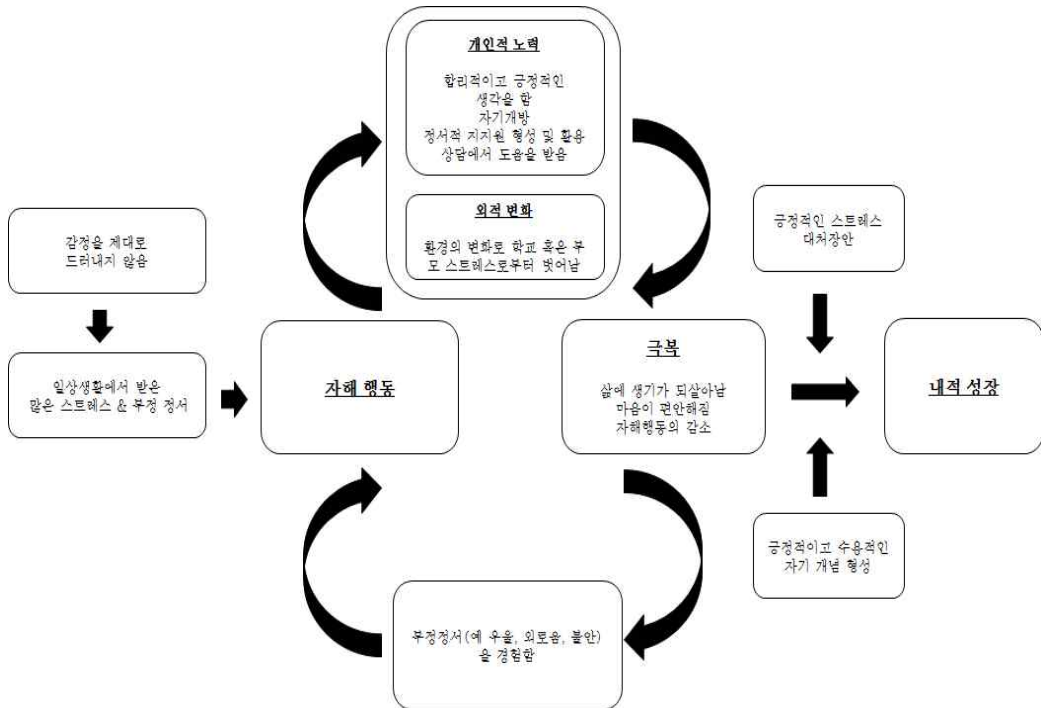 개인적 노력
합리적이고 긍정적인
생각을 함
자기개방
정서적 지지원 형성 및 활용
상담에서 도움을 받음
외적 변화
환경의 변화로 학교 혹은 부
모 스트레스로부터 벗어남
감정을 제대로
드러내지 않음
일상생활에서 받은
많은 스트레스 & 부정 정서
자해 행동
극복
삶에 생기가 되살아남
마음이 편안해짐
자해행동의 감소
긍정적인 스트레스
대처장안
내적 성장
긍정적이고 수용적인
자기 개념 형성
부정정서(예 우울, 외로움, 불안)
을 경험함